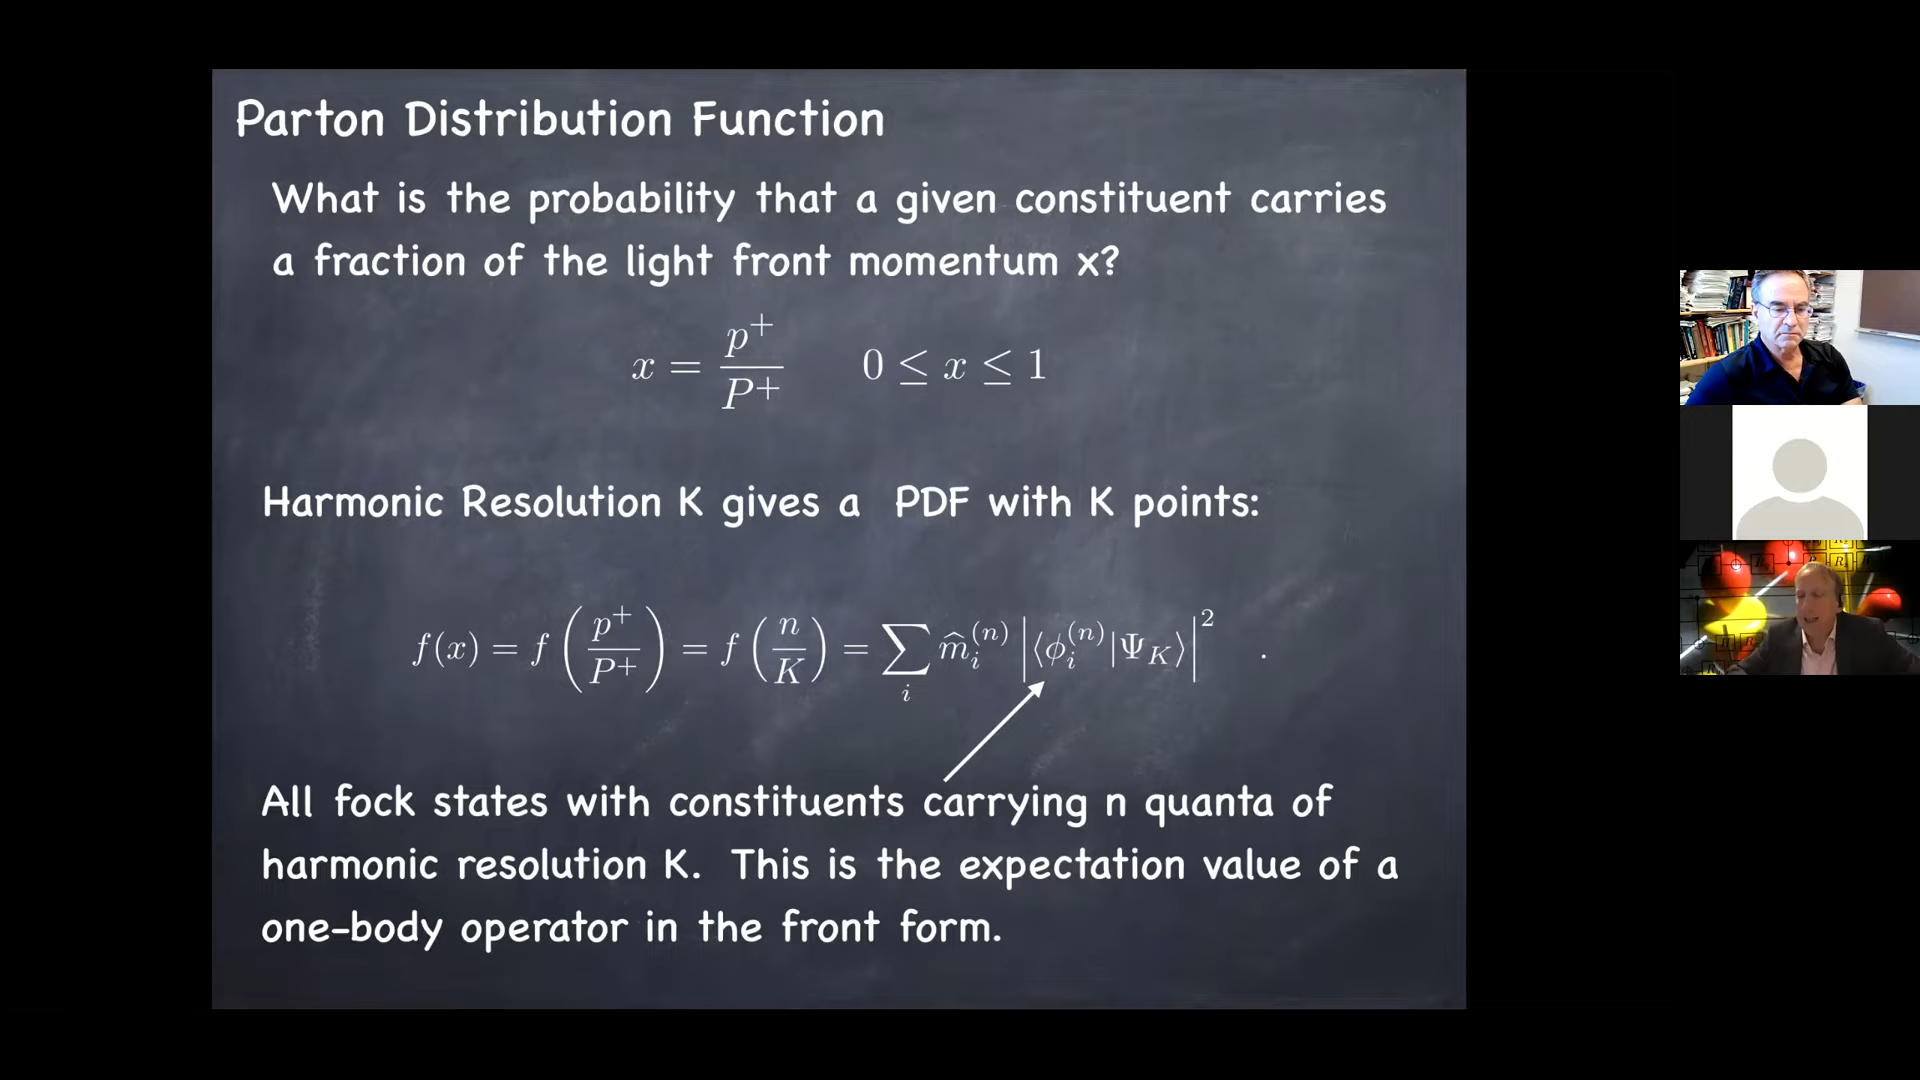 Parton Distribution Function
What is the probability that a given constituent carries
a fraction of the light front momentum x?
x = p⁺/P⁺   0 ≤ x ≤ 1
Harmonic Resolution K gives a PDF with K points:
f(x) = f(p⁺/P⁺) = f(n/K) = ∑_i m̂_i^(n) |⟨ϕ_i^(n)|Ψ_K⟩|² .
All fock states with constituents carrying n quanta of
harmonic resolution K. This is the expectation value of a
one-body operator in the front form.